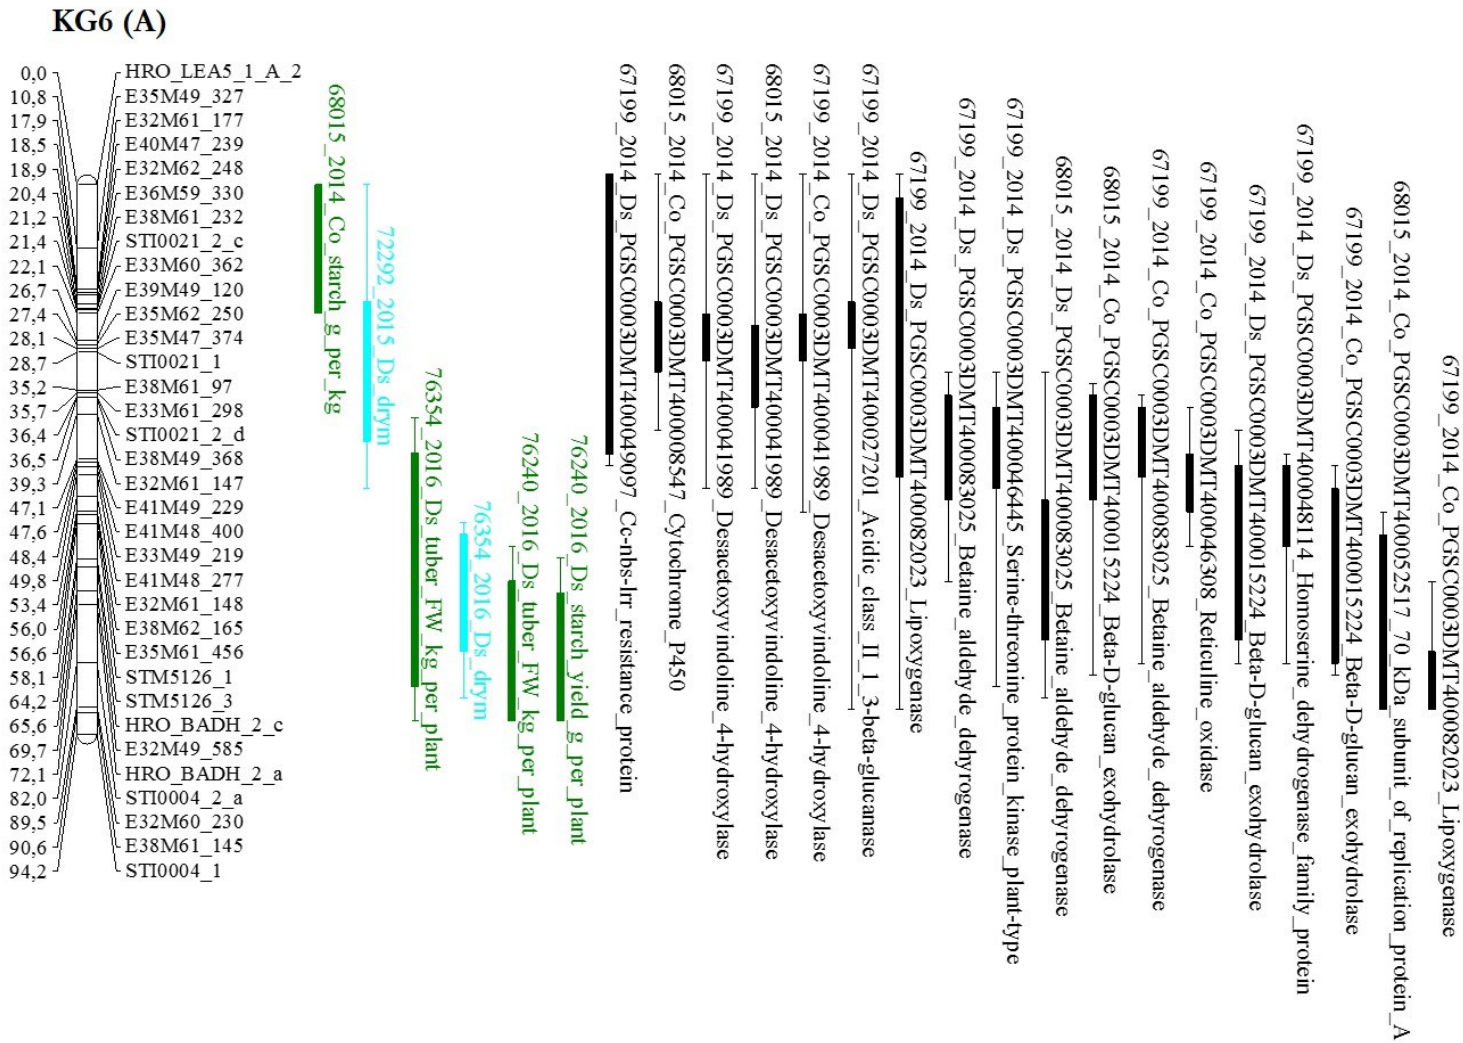 KG6 (A)
0,0 HRO_LEA5_1_A_2
10,8 E35M49_327
17,9 E32M61_177
18,5 E40M47_239
18,9 E32M62_248
20,4 E36M59_330
21,2 E38M61_232
21,4 STI0021_2_c
22,1 E33M60_362
26,7 E39M49_120
27,4 E35M62_250
28,1 E35M47_374
28,7 STI0021_1
35,2 E38M61_97
35,7 E33M61_298
36,4 STI0021_2_d
36,5 E38M49_368
39,3 E32M61_147
47,1 E41M49_229
47,6 E41M48_400
48,4 E33M49_219
49,8 E41M48_277
53,4 E32M61_148
56,0 E38M62_165
56,6 E35M61_456
58,1 STM5126_1
64,2 STM5126_3
65,6 HRO_BADH_2_c
69,7 E32M49_585
72,1 HRO_BADH_2_a
82,0 STI0004_2_a
89,5 E32M60_230
90,6 E38M61_145
94,2 STI0004_1
68015_2014_Co_starch_g_per_kg
72292_2015_Ds_drym
76354_2016_Ds_tuber_FW_kg_per_plant
76354_2016_Ds_drym
76240_2016_Ds_tuber_FW_kg_per_plant
76240_2016_Ds_starch_yield_g_per_plant
67199_2014_Ds_PGSC0003DMT400049097_Cc-nbs-lrr_resistance_protein
68015_2014_Co_PGSC0003DMT400008547_Cytochrome_P450
67199_2014_Ds_PGSC0003DMT400041989_Desacetoxyvindoline_4-hydroxylase
68015_2014_Ds_PGSC0003DMT400041989_Desacetoxyvindoline_4-hydroxylase
67199_2014_Co_PGSC0003DMT400041989_Desacetoxyvindoline_4-hydroxylase
67199_2014_Ds_PGSC0003DMT400027201_Acidic_class_II_1_3-beta-glucanase
67199_2014_Ds_PGSC0003DMT400082023_Lipoxygenase
67199_2014_Ds_PGSC0003DMT400083025_Betaine_aldehyde_dehyrogenase
67199_2014_Ds_PGSC0003DMT400046445_Serine-threonine_protein_kinase_plant-type
68015_2014_Ds_PGSC0003DMT400083025_Betaine_aldehyde_dehyrogenase
68015_2014_Co_PGSC0003DMT400015224_Beta-D-glucan_exohydrolase
67199_2014_Co_PGSC0003DMT400083025_Betaine_aldehyde_dehyrogenase
67199_2014_Co_PGSC0003DMT400046308_Reticuline_oxidase
67199_2014_Ds_PGSC0003DMT400015224_Beta-D-glucan_exohydrolase
67199_2014_Ds_PGSC0003DMT400048114_Homoserine_dehydrogenase_family_protein
67199_2014_Co_PGSC0003DMT400015224_Beta-D-glucan_exohydrolase
68015_2014_Co_PGSC0003DMT400052517_70_kDa_subunit_of_replication_protein_A
67199_2014_Co_PGSC0003DMT400082023_Lipoxygenase